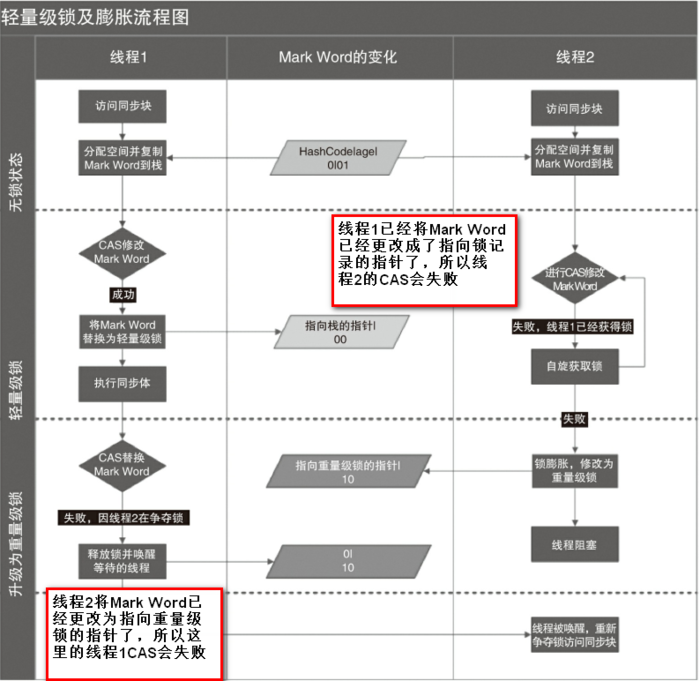 轻量级锁及膨胀流程图
线程1
Mark Word的变化
线程2
无锁状态
访问同步块
访问同步块
分配空间并复制
Mark Word到栈
HashCode|age|
0|01
分配空间并复制
Mark Word到栈
轻量级锁
CAS修改
Mark Word
线程1已经将Mark Word
已经更改成了指向锁记
录的指针了，所以线
程2的CAS会失败
进行CAS修改
Mark Word
成功
失败，线程1已经获得锁
将Mark Word
替换为轻量级锁
指向栈的指针|
00
执行同步体
自旋获取锁
失败
升级为重量级锁
CAS替换
Mark Word
指向重量级锁的指针|
10
锁膨胀，修改为
重量级锁
失败，因线程2在争夺锁
释放锁并唤醒
等待的线程
0|
10
线程阻塞
线程2将Mark Word已
经更改为指向重量级
锁的指针了，所以这
里的线程1CAS会失败
线程被唤醒，重新
争夺锁访问同步块